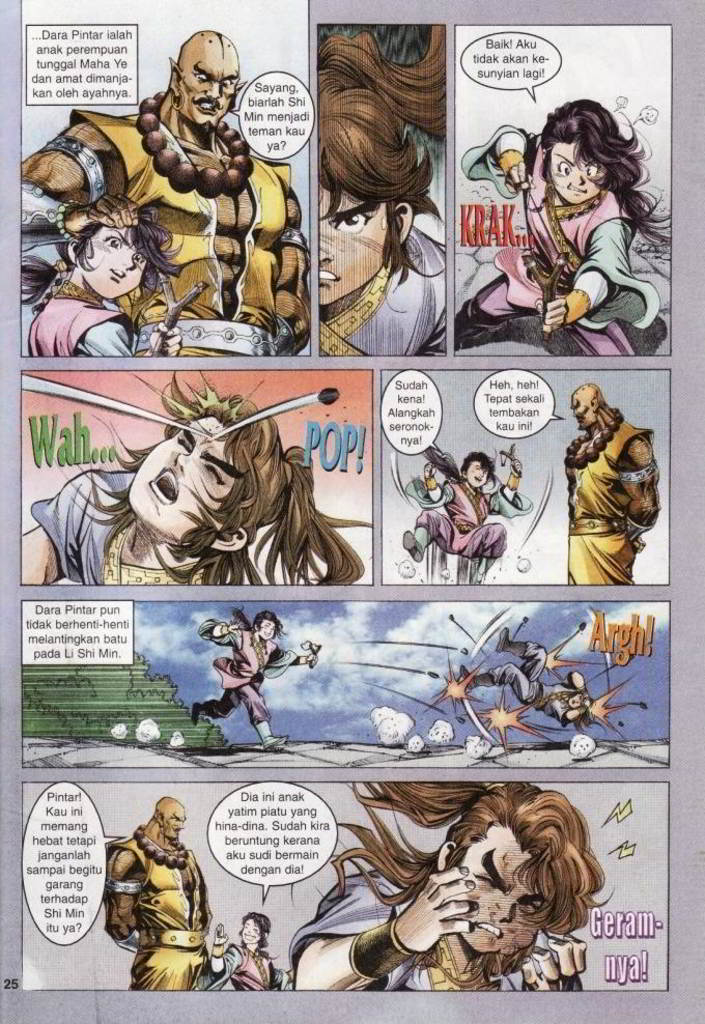 ...Dara Pintar ialah
anak perempuan
tunggal Maha Ye
dan amat dimanja-
kan oleh ayahnya.
Sayang,
biarlah Shi
Min menjadi
teman kau
ya?
Baik! Aku
tidak akan ke-
sunyian lagi!
KRAK...
Wah...
POP!
Sudah
kena!
Alangkah
seronok-
nya!
Heh, heh!
Tepat sekali
tembakan
kau ini!
Dara Pintar pun
tidak berhenti-henti
melantingkan batu
pada Li Shi Min.
Argh!
Pintar!
Kau ini
memang
hebat tetapi
janganlah
sampai begitu
garang
terhadap
Shi Min
itu ya?
Dia ini anak
yatim piatu yang
hina-dina. Sudah kira
beruntung kerana
aku sudi bermain
dengan dia!
Geram-
nya!
25